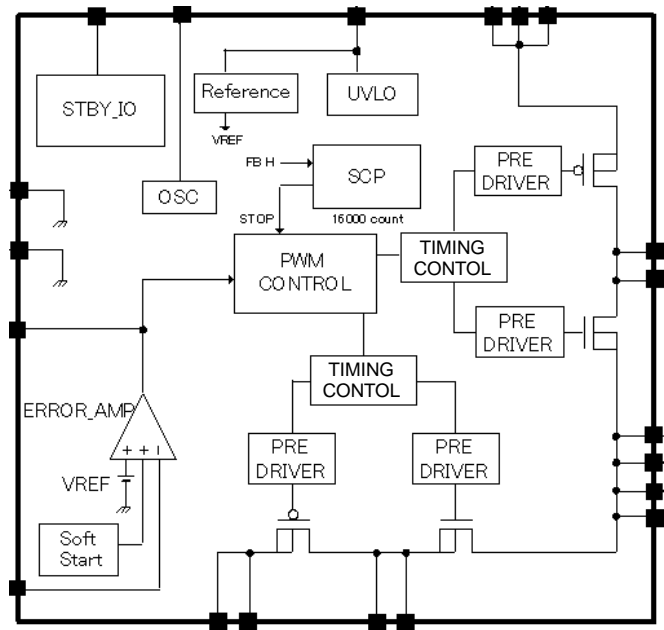 STBY_IO
Reference
UVLO
VREF
OSC
FB H
SCP
STOP
16000 count
PRE
DRIVER
PWM
CONTROL
TIMING
CONTOL
PRE
DRIVER
TIMING
CONTOL
ERROR_AMP
+ + −
VREF
PRE
DRIVER
PRE
DRIVER
Soft
Start